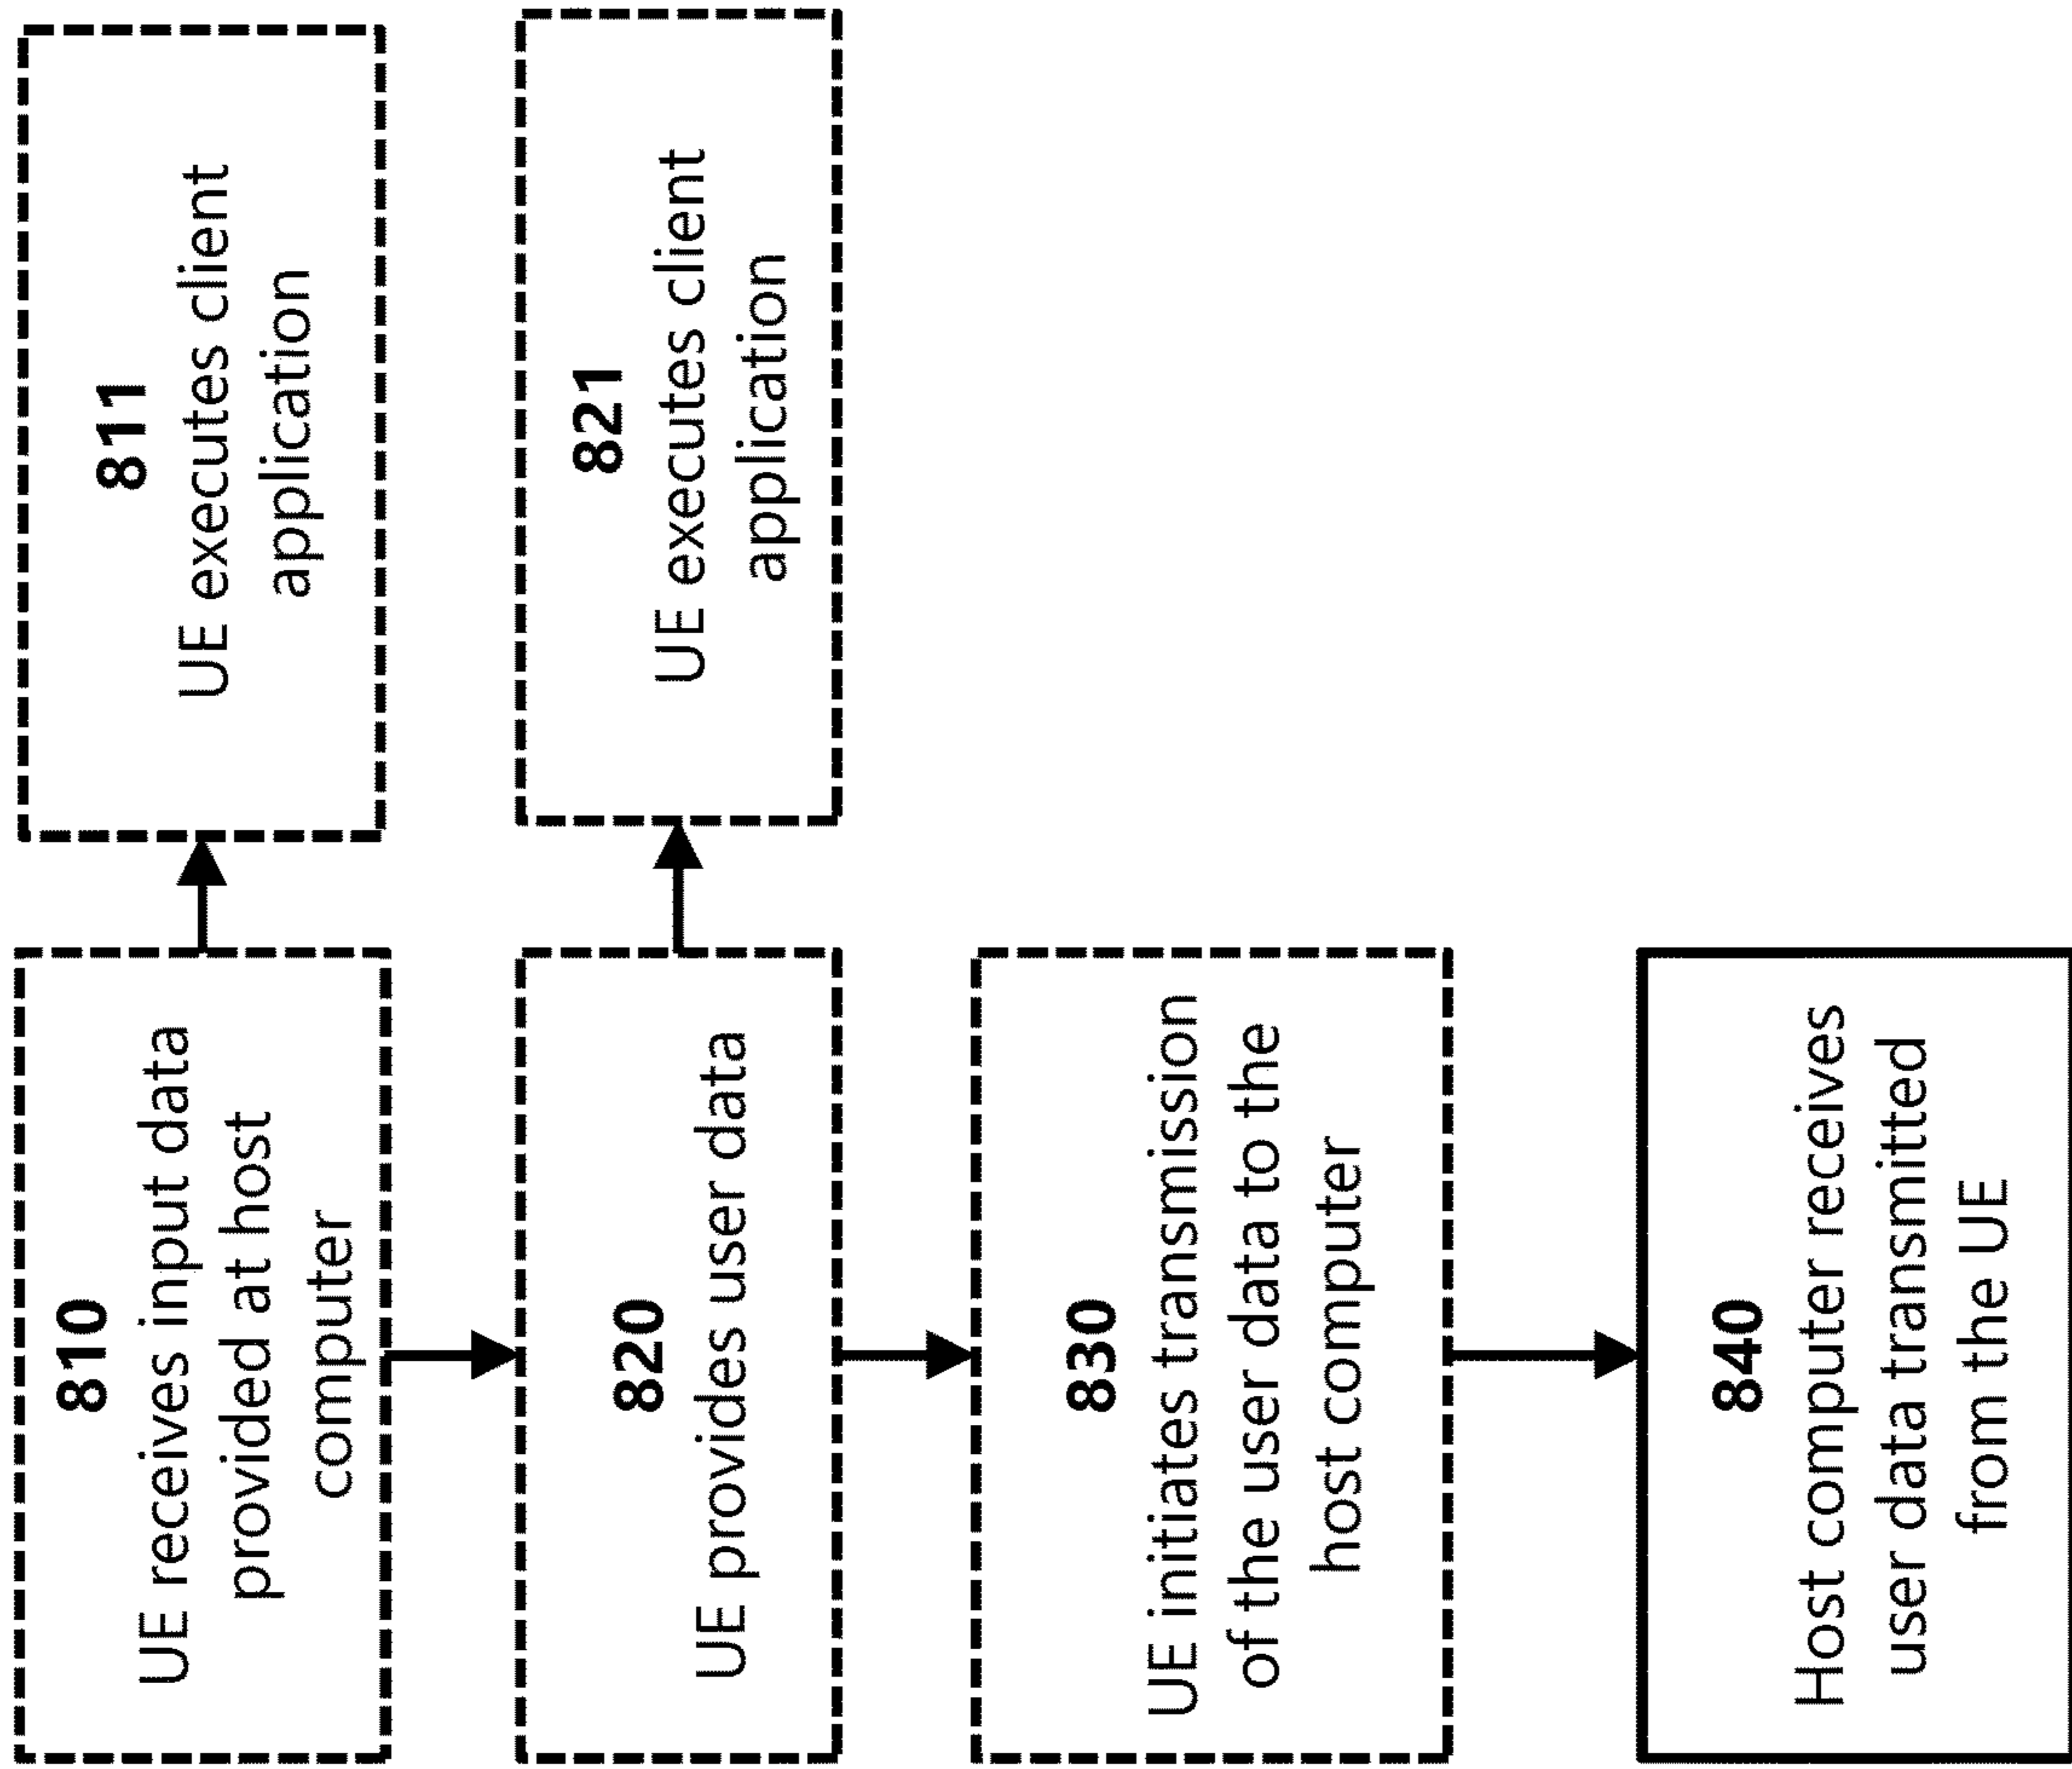 810
UE receives input data
provided at host
computer
811
UE executes client
application
820
UE provides user data
821
UE executes client
application
830
UE initiates transmission
of the user data to the
host computer
840
Host computer receives
user data transmitted
from the UE